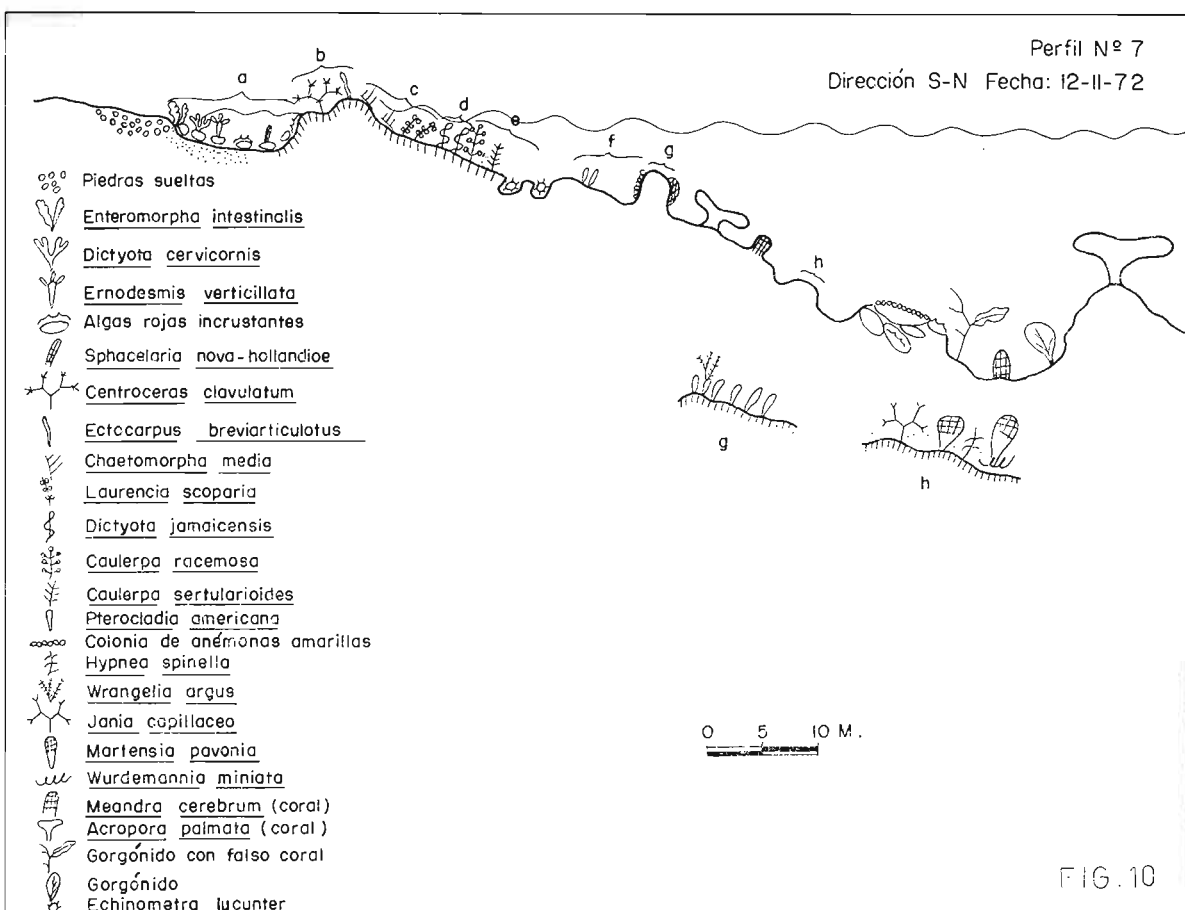 Perfil Nº 7
Dirección S-N Fecha: 12-11-72
a
b
c
d
e
f
g
h
Piedras sueltas
Enteromorpha intestinalis
Dictyota cervicornis
Ernodesmis verticillata
Algas rojas incrustantes
Sphacelaria nova-hollandioe
Centroceras clavulatum
Ectocarpus breviarticulotus
Chaetomorpha media
Laurencia scoparia
Dictyota jamaicensis
Caulerpa racemosa
Caulerpa sertularioides
Pterocladia americana
Colonia de anémonas amarillas
Hypnea spinella
Wrangelia argus
Jania capillaceo
Martensia pavonia
Wurdemannia miniata
Meandra cerebrum (coral)
Acropora palmata (coral)
Gorgónido con falso coral
Gorgónido
Echinometra lucunter
g
h
0 5 10 M.
FIG. 10